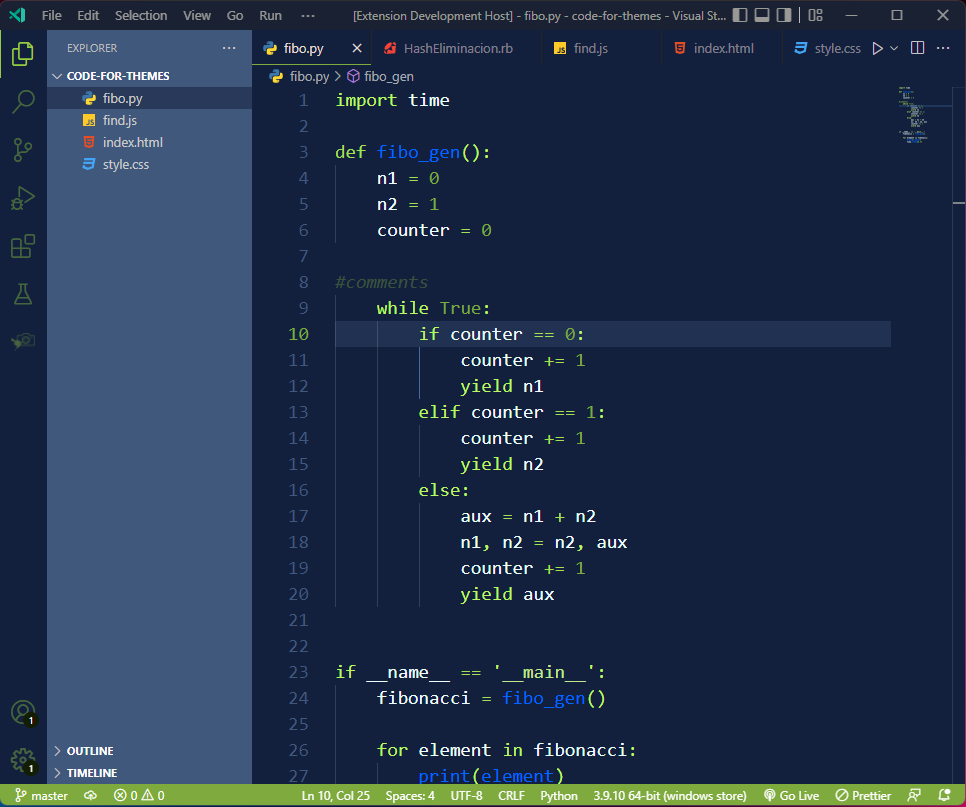 File Edit Selection View Go Run ··· [Extension Development Host] - fibo.py - code-for-themes - Visual St...
EXPLORER ···
fibo.py HashEliminacion.rb find.js index.html style.css ···
CODE-FOR-THEMES
fibo.py
find.js
index.html
style.css
fibo.py > fibo_gen
1 import time
2
3 def fibo_gen():
4     n1 = 0
5     n2 = 1
6     counter = 0
7
8 #comments
9     while True:
10         if counter == 0:
11             counter += 1
12             yield n1
13         elif counter == 1:
14             counter += 1
15             yield n2
16         else:
17             aux = n1 + n2
18             n1, n2 = n2, aux
19             counter += 1
20             yield aux
21
22
23 if __name__ == '__main__':
24     fibonacci = fibo_gen()
25
26     for element in fibonacci:
27         print(element)
1
1
OUTLINE
TIMELINE
master 0 0 Ln 10, Col 25 Spaces: 4 UTF-8 CRLF Python 3.9.10 64-bit (windows store) Go Live Prettier